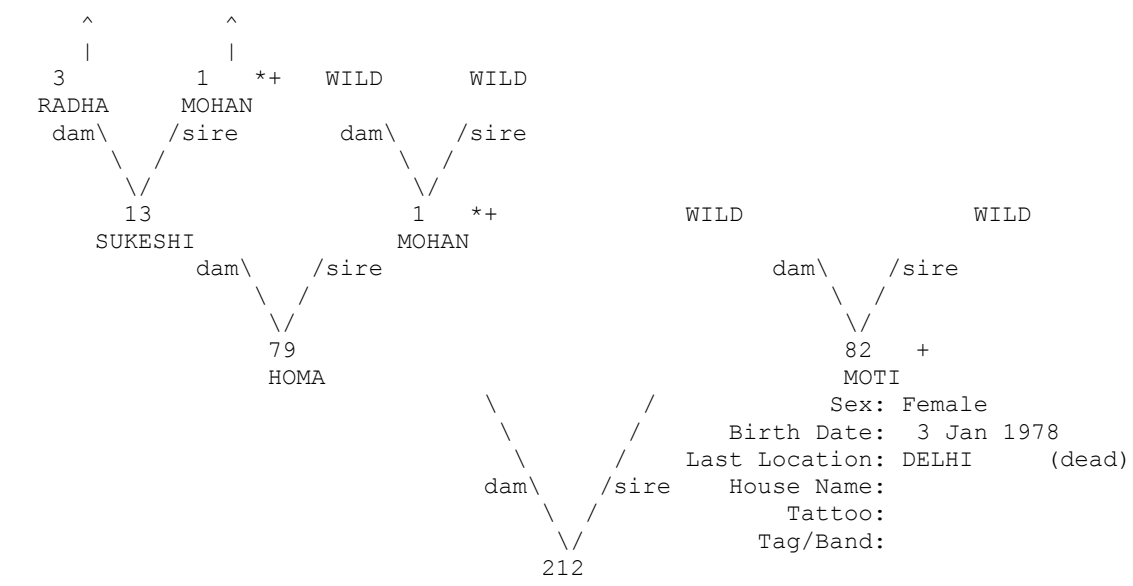 ^ ^
| |
3 1 *+ WILD WILD
RADHA MOHAN
dam\ /sire dam\ /sire
\ / \ /
\/ \/
13 1 *+ WILD WILD
SUKESHI MOHAN
dam\ /sire dam\ /sire
\ / \ /
\/ \/
79 82 +
HOMA MOTI
\ / Sex: Female
\ / Birth Date: 3 Jan 1978
\ / Last Location: DELHI (dead)
dam\ /sire House Name:
\ / Tattoo:
\/ Tag/Band:
212